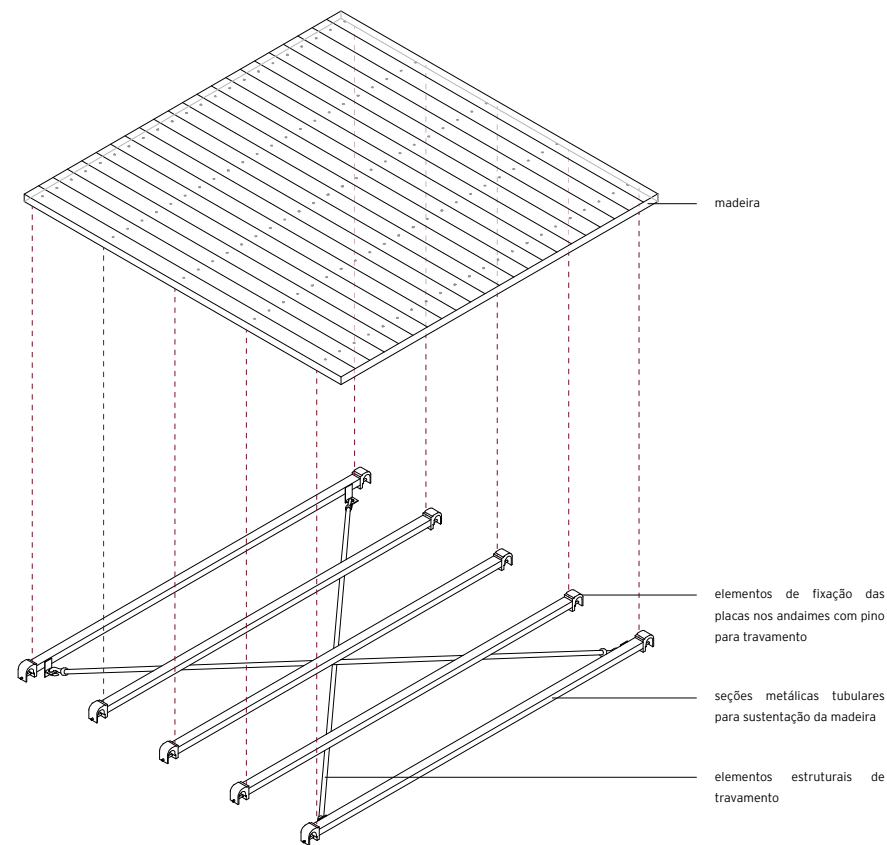 madeira
elementos de fixação das
placas nos andaimes com pino
para travamento
seções metálicas tubulares
para sustentação da madeira
elementos estruturais de
travamento